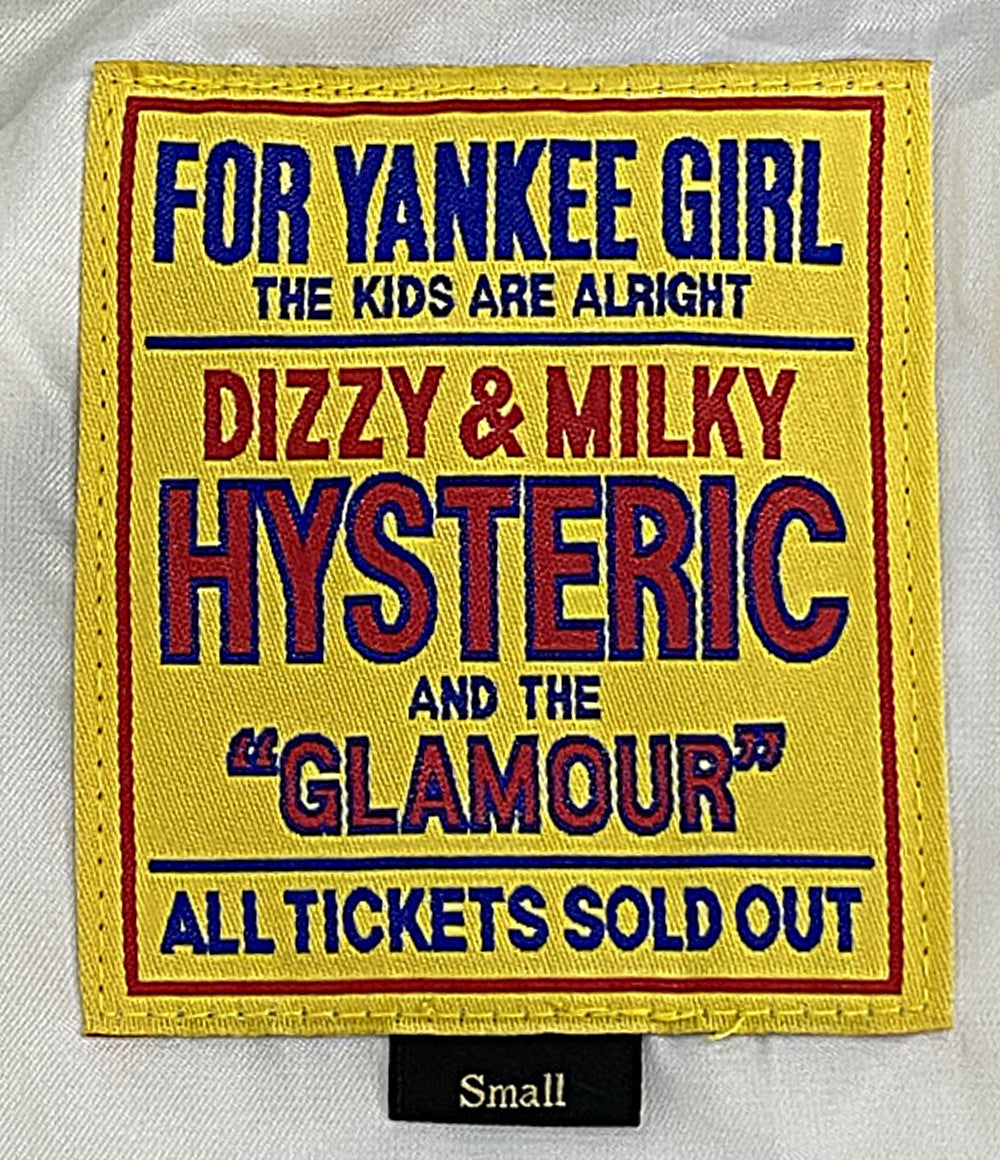 FOR YANKEE GIRL
THE KIDS ARE ALRIGHT
DIZZY & MILKY
HYSTERIC
AND THE
“GLAMOUR”
ALL TICKETS SOLD OUT
Small